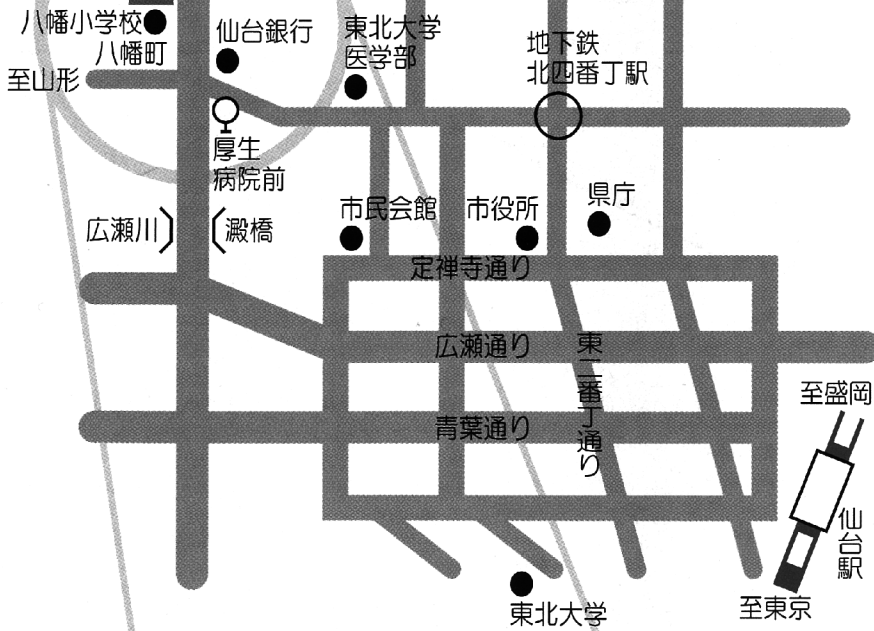 八幡小学校
八幡町
仙台銀行
東北大学
医学部
地下鉄
北四番丁駅
至山形
厚生
病院前
市民会館
市役所
県庁
広瀬川
澱橋
定禅寺通り
広瀬通り
東二番丁通り
青葉通り
至盛岡
仙台駅
至東京
東北大学